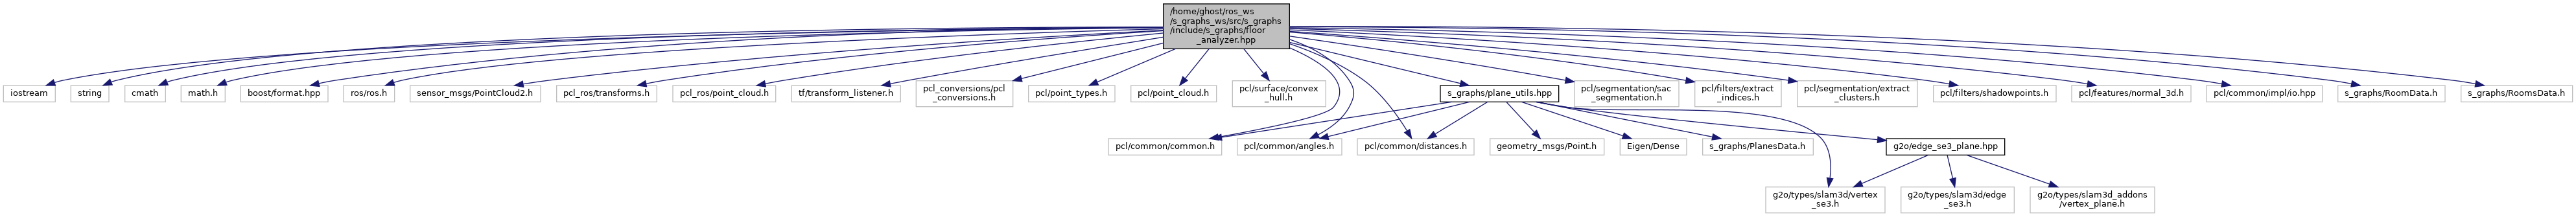 /home/ghost/ros_ws
/s_graphs_ws/src/s_graphs
/include/s_graphs/floor
_analyzer.hpp
iostream
string
cmath
math.h
boost/format.hpp
ros/ros.h
sensor_msgs/PointCloud2.h
pcl_ros/transforms.h
pcl_ros/point_cloud.h
tf/transform_listener.h
pcl_conversions/pcl
_conversions.h
pcl/point_types.h
pcl/point_cloud.h
pcl/surface/convex
_hull.h
s_graphs/plane_utils.hpp
pcl/segmentation/sac
_segmentation.h
pcl/filters/extract
_indices.h
pcl/segmentation/extract
_clusters.h
pcl/filters/shadowpoints.h
pcl/features/normal_3d.h
pcl/common/impl/io.hpp
s_graphs/RoomData.h
s_graphs/RoomsData.h
pcl/common/common.h
pcl/common/angles.h
pcl/common/distances.h
geometry_msgs/Point.h
Eigen/Dense
s_graphs/PlanesData.h
g2o/edge_se3_plane.hpp
g2o/types/slam3d/vertex
_se3.h
g2o/types/slam3d/edge
_se3.h
g2o/types/slam3d_addons
/vertex_plane.h